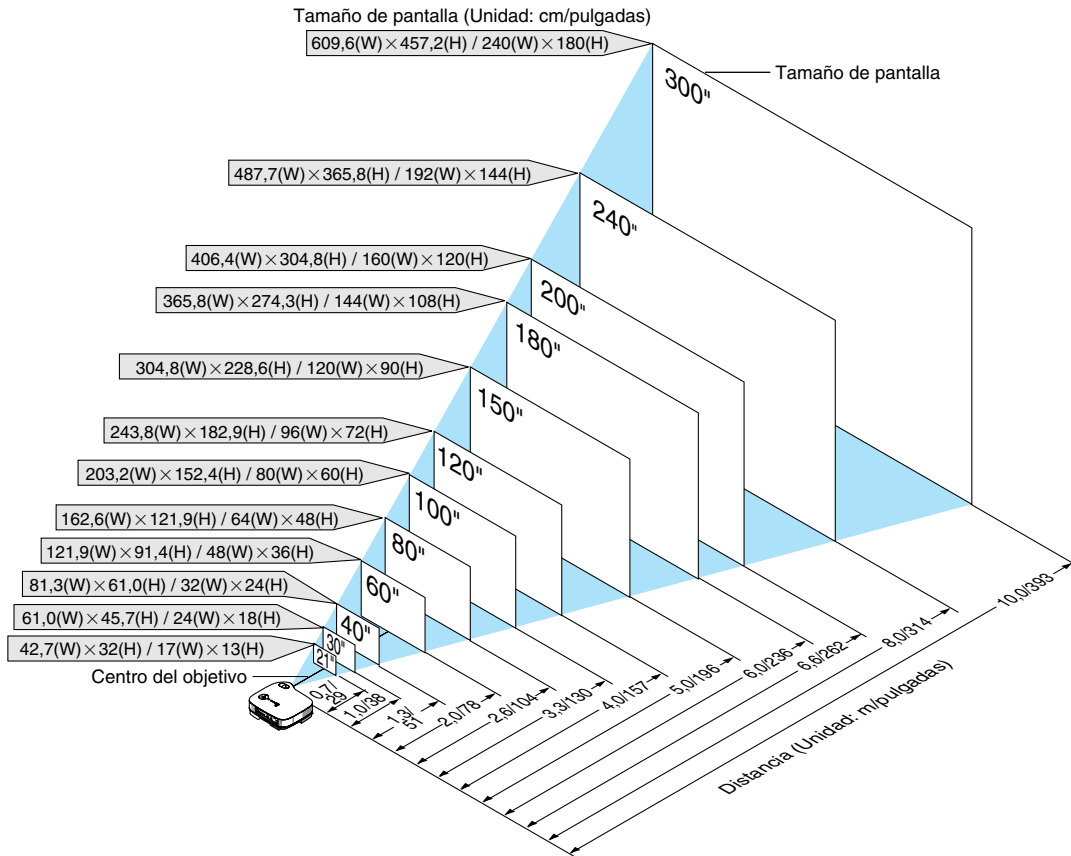 Tamaño de pantalla (Unidad: cm/pulgadas)
609,6(W)×457,2(H) / 240(W)×180(H)
Tamaño de pantalla
300"
487,7(W)×365,8(H) / 192(W)×144(H)
240"
406,4(W)×304,8(H) / 160(W)×120(H)
200"
365,8(W)×274,3(H) / 144(W)×108(H)
180"
304,8(W)×228,6(H) / 120(W)×90(H)
150"
243,8(W)×182,9(H) / 96(W)×72(H)
120"
203,2(W)×152,4(H) / 80(W)×60(H)
100"
162,6(W)×121,9(H) / 64(W)×48(H)
80"
121,9(W)×91,4(H) / 48(W)×36(H)
60"
81,3(W)×61,0(H) / 32(W)×24(H)
40"
61,0(W)×45,7(H) / 24(W)×18(H)
30"
42,7(W)×32(H) / 17(W)×13(H)
21"
Centro del objetivo
0,7/
29
1,0/38
1,3/
51
2,0/78
2,6/104
3,3/130
4,0/157
5,0/196
6,0/236
6,6/262
8,0/314
10,0/393
Distancia (Unidad: m/pulgadas)